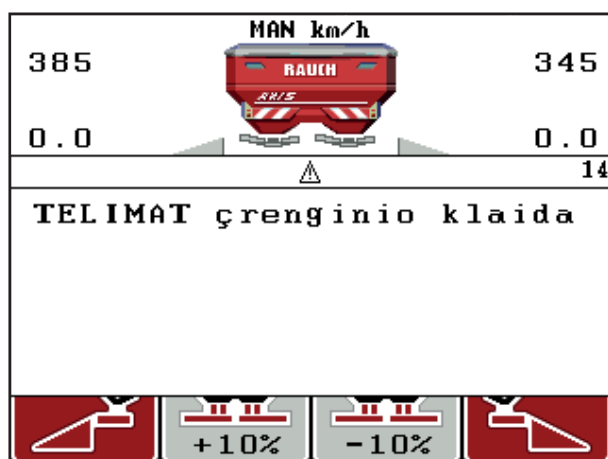 MAN km/h
385 345
RAUCH
AXIS
0.0 0.0
14
TELIMAT çrenginio klaida
+10% -10%